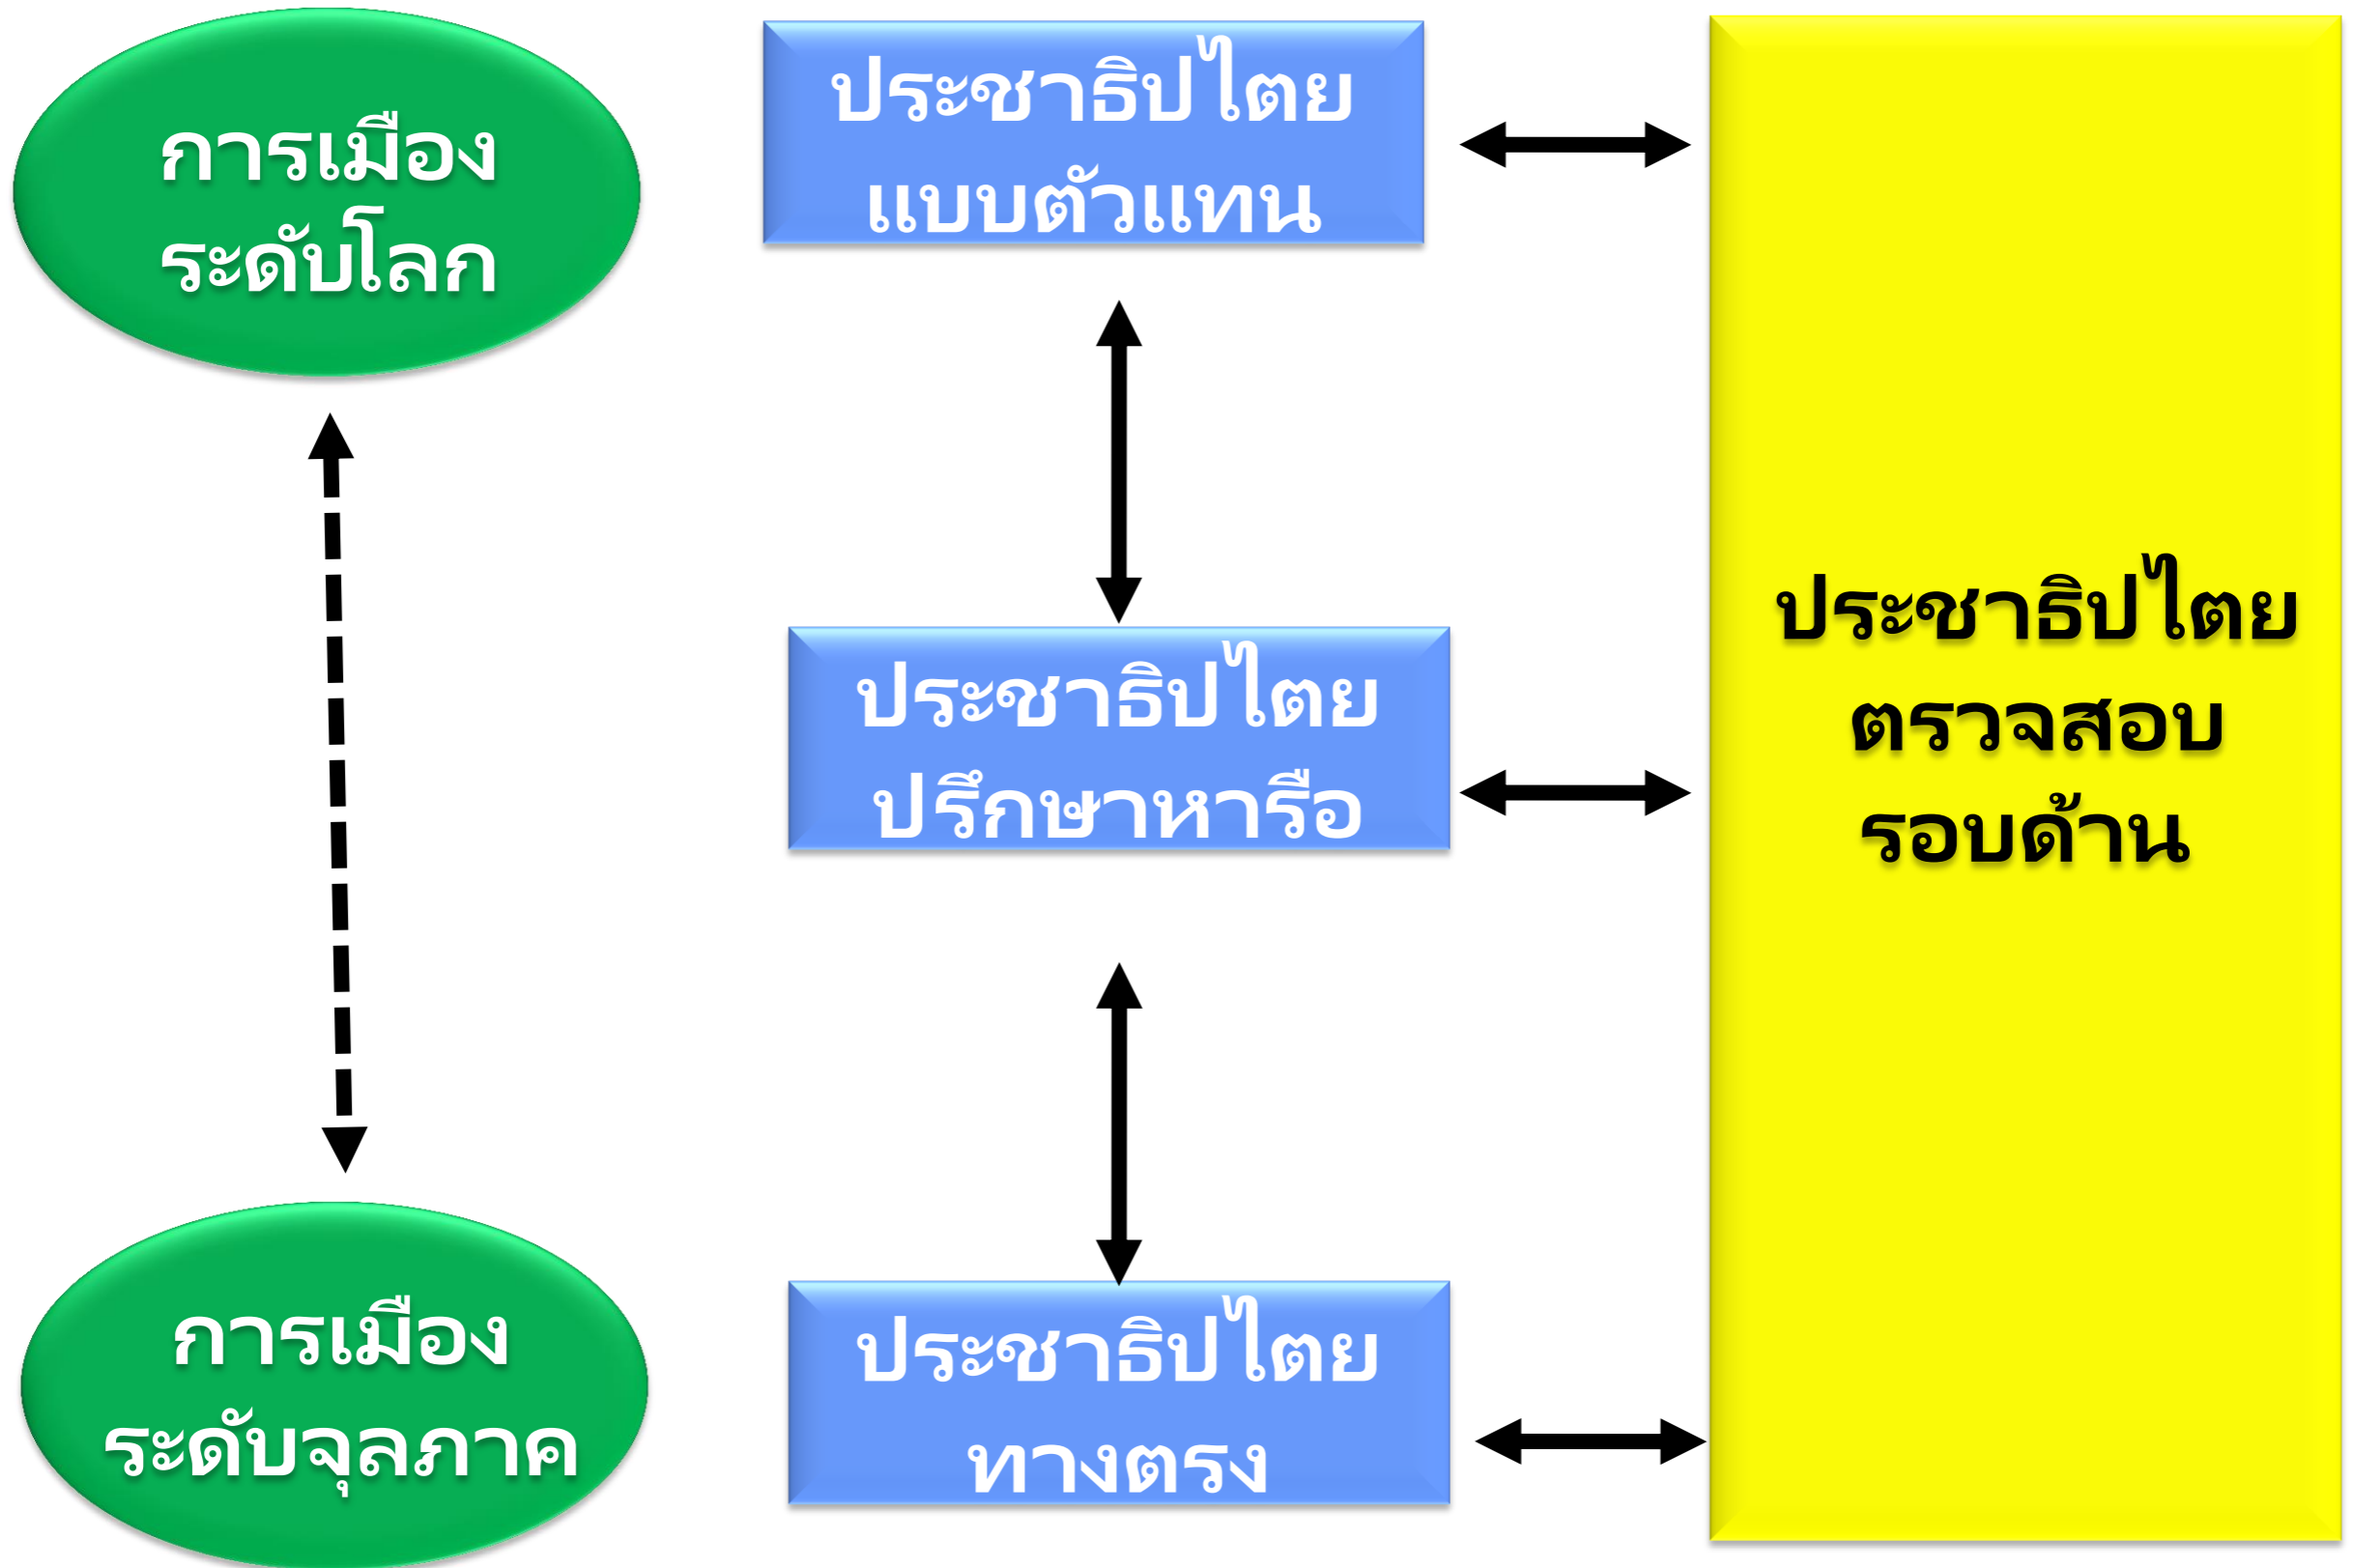 การเมือง
ระดับโลก
ประชาธิปไตย
แบบตัวแทน
ประชาธิปไตย
ปรึกษาหารือ
ประชาธิปไตย
ตรวจสอบ
รอบด้าน
การเมือง
ระดับจุลภาค
ประชาธิปไตย
ทางตรง